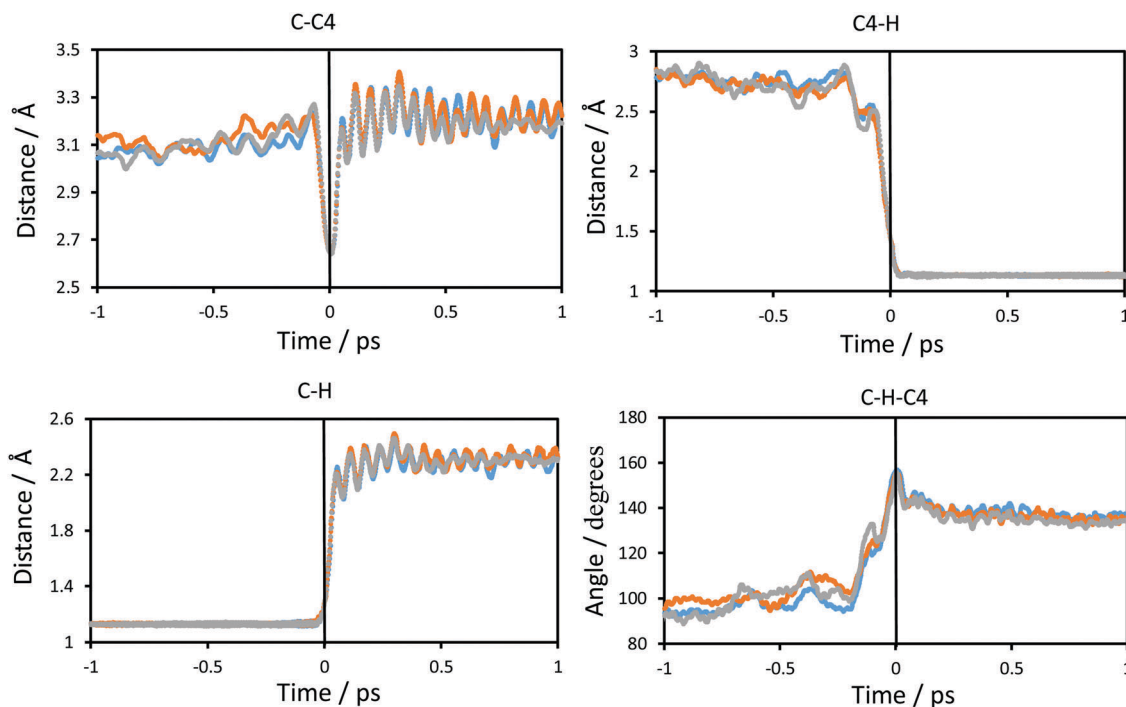 C-C4
3.5
3.3
3.1
2.9
2.7
2.5
Distance / Å
-1 -0.5 0 0.5 1
Time / ps
C4-H
3
2.5
2
1.5
1
Distance / Å
-1 -0.5 0 0.5 1
Time / ps
C-H
2.6
2.2
1.8
1.4
1
Distance / Å
-1 -0.5 0 0.5 1
Time / ps
C-H-C4
180
160
140
120
100
80
Angle / degrees
-1 -0.5 0 0.5 1
Time / ps